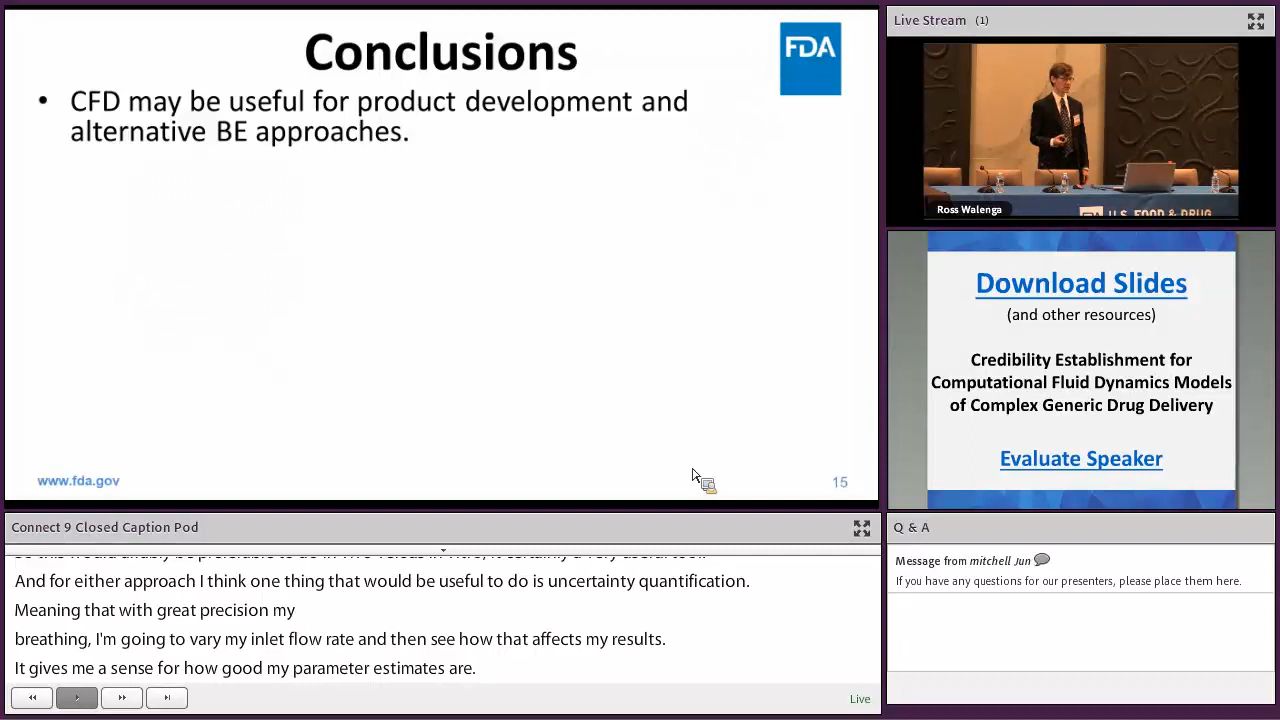 Conclusions
FDA
• CFD may be useful for product development and
alternative BE approaches.
www.fda.gov
15
Live Stream (1)
Ross Walenga
FDA U.S. FOOD & DRUG
Download Slides
(and other resources)
Credibility Establishment for
Computational Fluid Dynamics Models
of Complex Generic Drug Delivery
Evaluate Speaker
Connect 9 Closed Caption Pod
And for either approach I think one thing that would be useful to do is uncertainty quantification.
Meaning that with great precision my
breathing, I'm going to vary my inlet flow rate and then see how that affects my results.
It gives me a sense for how good my parameter estimates are.
Live
Q & A
Message from mitchell Jun
If you have any questions for our presenters, please place them here.